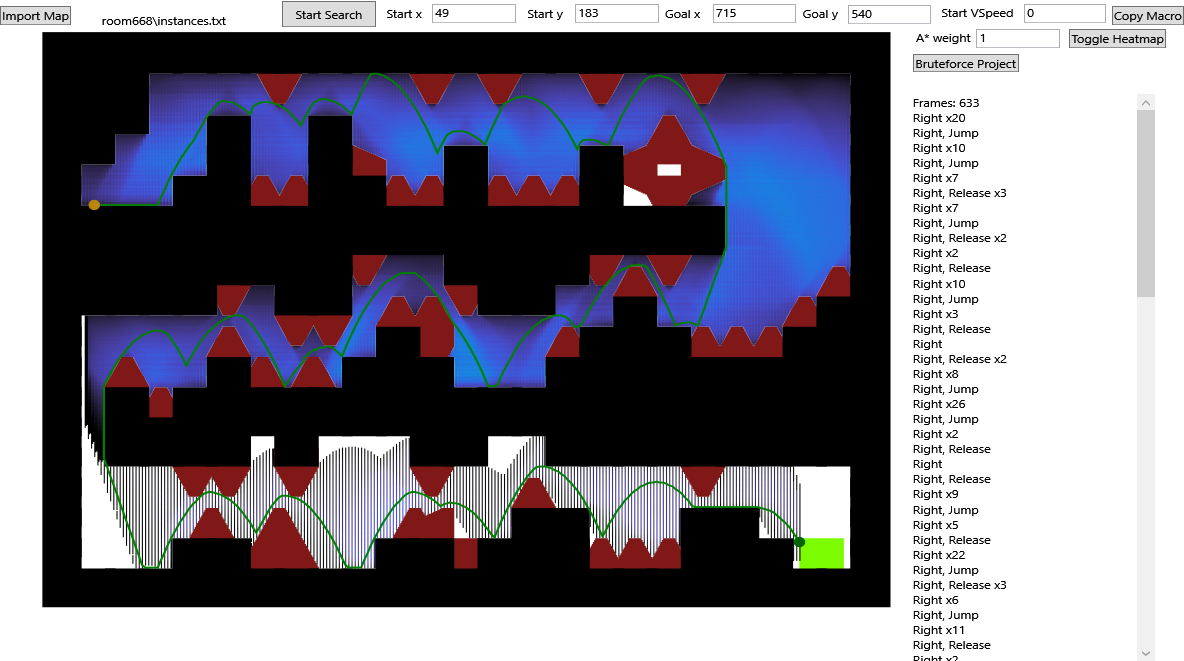 Import Map
room668\instances.txt
Start Search
Start x 49
Start y 183
Goal x 715
Goal y 540
Start VSpeed 0
Copy Macro
A* weight 1
Toggle Heatmap
Bruteforce Project
Frames: 633
Right x20
Right, Jump
Right x10
Right, Jump
Right x7
Right, Release x3
Right x7
Right, Jump
Right, Release x2
Right x2
Right, Release
Right x10
Right, Jump
Right x3
Right, Release
Right
Right, Release x2
Right x8
Right, Jump
Right x26
Right, Jump
Right x2
Right, Release
Right
Right, Release
Right x9
Right, Jump
Right x5
Right, Release
Right x22
Right, Jump
Right, Release x3
Right x6
Right, Jump
Right x11
Right, Release
Right x2